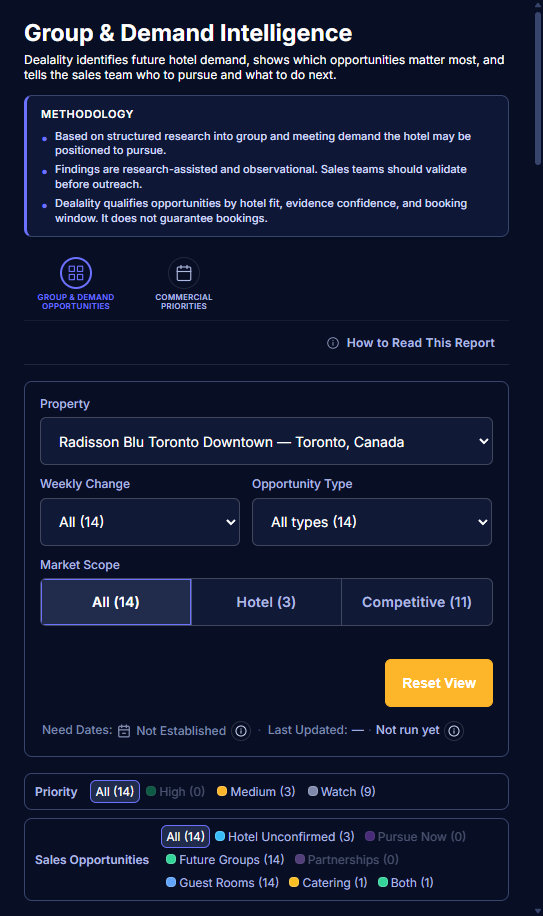 Group & Demand Intelligence
Dealality identifies future hotel demand, shows which opportunities matter most, and
tells the sales team who to pursue and what to do next.
METHODOLOGY
Based on structured research into group and meeting demand the hotel may be
positioned to pursue.
Findings are research-assisted and observational. Sales teams should validate
before outreach.
Dealality qualifies opportunities by hotel fit, evidence confidence, and booking
window. It does not guarantee bookings.
GROUP & DEMAND
OPPORTUNITIES
COMMERCIAL
PRIORITIES
How to Read This Report
Property
Radisson Blu Toronto Downtown — Toronto, Canada
Weekly Change
Opportunity Type
All (14)
All types (14)
Market Scope
All (14)
Hotel (3)
Competitive (11)
Reset View
Need Dates: Not Established · Last Updated: — · Not run yet
Priority All (14) High (0) Medium (3) Watch (9)
Sales Opportunities
All (14) Hotel Unconfirmed (3) Pursue Now (0)
Future Groups (14) Partnerships (0)
Guest Rooms (14) Catering (1) Both (1)